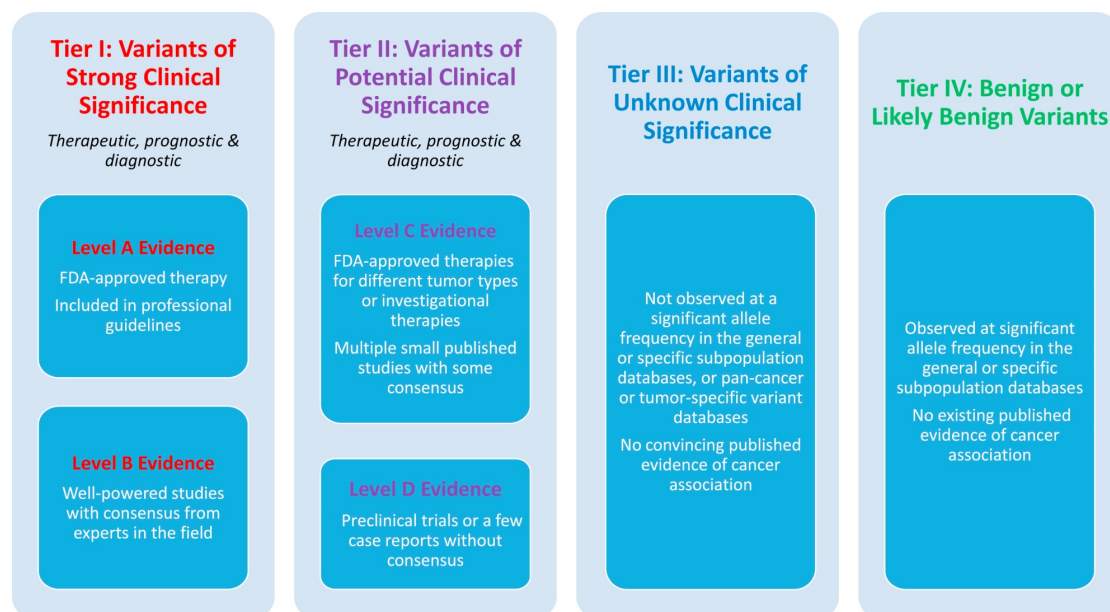 Tier I: Variants of
Strong Clinical
Significance
Therapeutic, prognostic &
diagnostic
Level A Evidence
FDA-approved therapy
Included in professional
guidelines
Level B Evidence
Well-powered studies
with consensus from
experts in the field
Tier II: Variants of
Potential Clinical
Significance
Therapeutic, prognostic &
diagnostic
Level C Evidence
FDA-approved therapies
for different tumor types
or investigational
therapies
Multiple small published
studies with some
consensus
Level D Evidence
Preclinical trials or a few
case reports without
consensus
Tier III: Variants of
Unknown Clinical
Significance
Not observed at a
significant allele
frequency in the general
or specific subpopulation
databases, or pan-cancer
or tumor-specific variant
databases
No convincing published
evidence of cancer
association
Tier IV: Benign or
Likely Benign Variants
Observed at significant
allele frequency in the
general or specific
subpopulation databases
No existing published
evidence of cancer
association